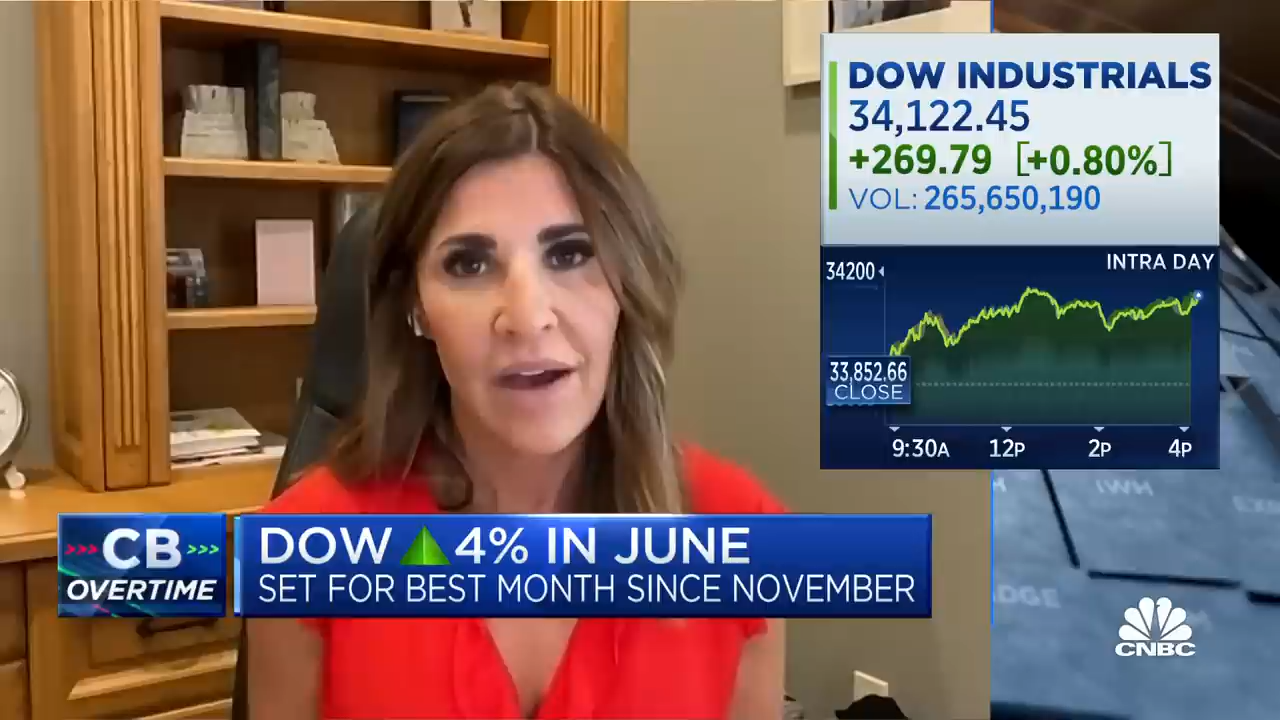 DOW INDUSTRIALS
34,122.45
+269.79 [+0.80%]
VOL: 265,650,190
INTRA DAY
34200
33,852.66
CLOSE
9:30A 12P 2P 4P
>>> CB >>>
OVERTIME
DOW ▲ 4% IN JUNE
SET FOR BEST MONTH SINCE NOVEMBER
IWM
CNBC